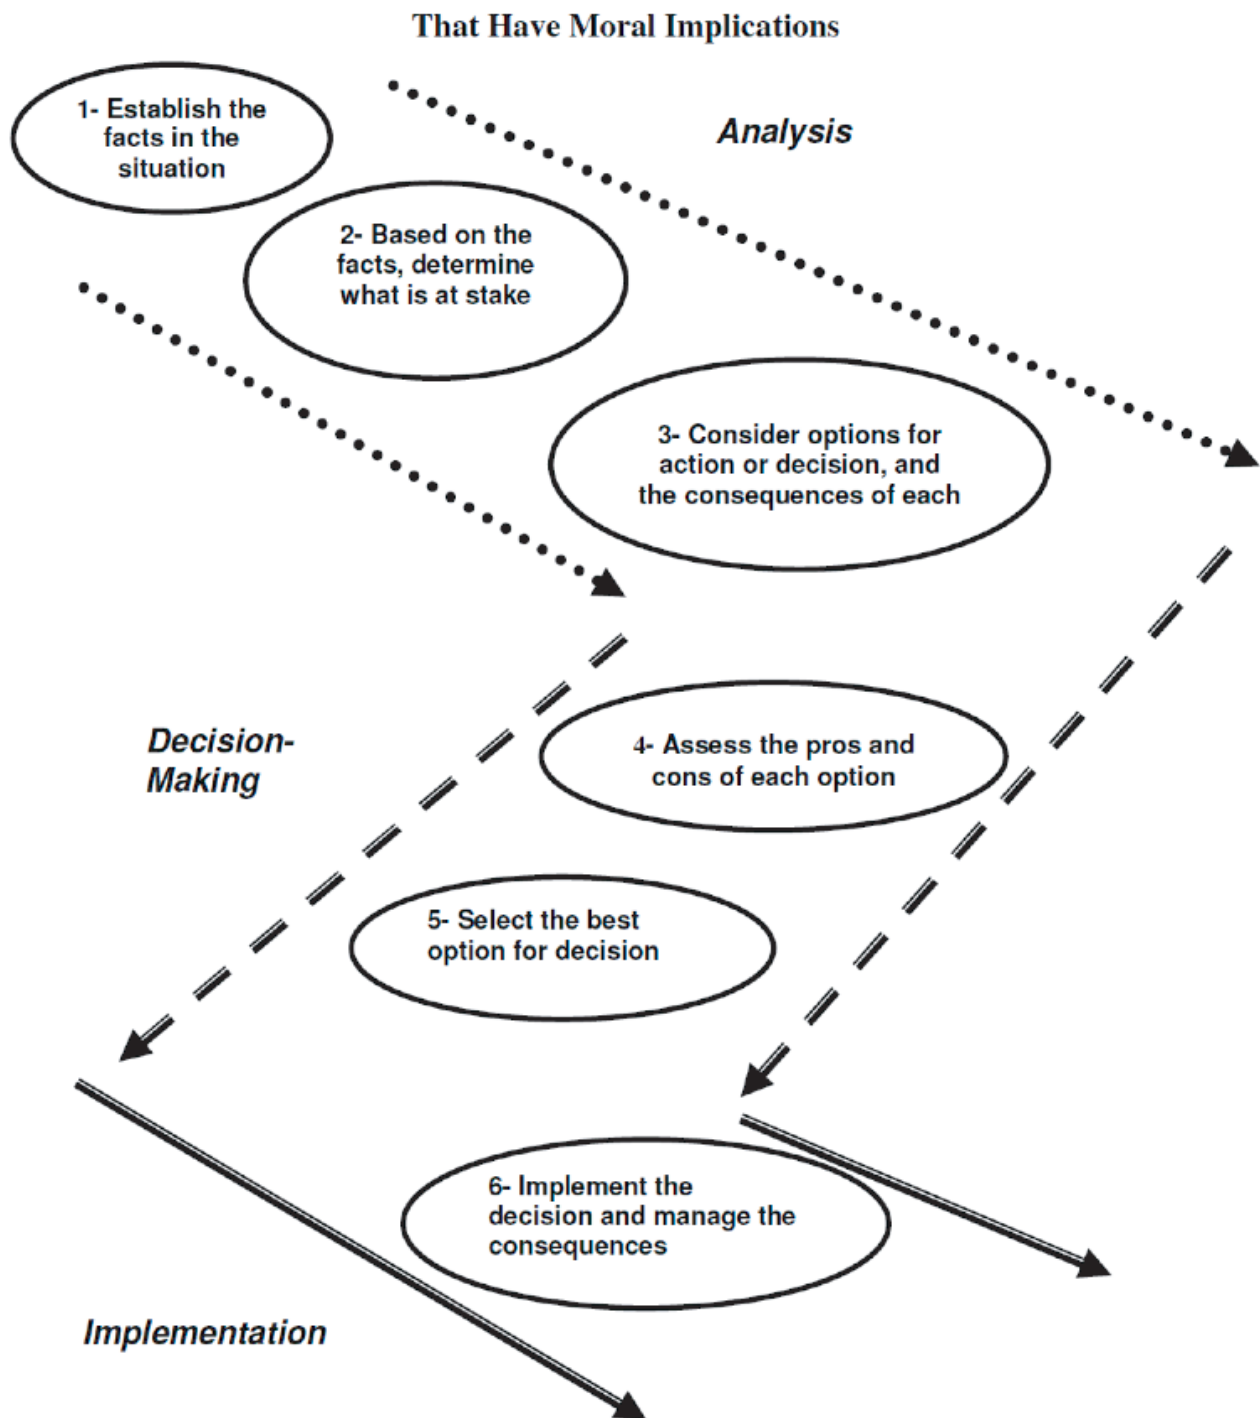 That Have Moral Implications
1- Establish the
facts in the
situation
Analysis
2- Based on the
facts, determine
what is at stake
3- Consider options for
action or decision, and
the consequences of each
Decision-
Making
4- Assess the pros and
cons of each option
5- Select the best
option for decision
6- Implement the
decision and manage the
consequences
Implementation